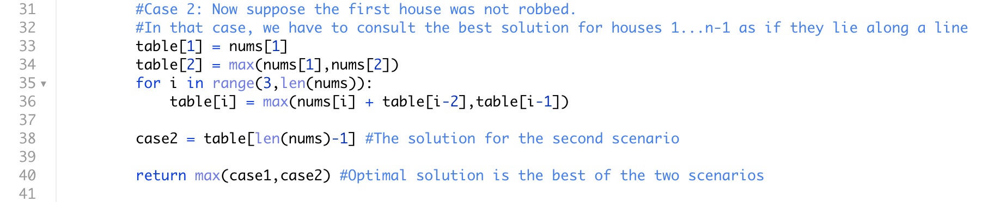 31 #Case 2: Now suppose the first house was not robbed.
32 #In that case, we have to consult the best solution for houses 1...n-1 as if they lie along a line
33 table[1] = nums[1]
34 table[2] = max(nums[1],nums[2])
35 for i in range(3,len(nums)):
36     table[i] = max(nums[i] + table[i-2],table[i-1])
37
38 case2 = table[len(nums)-1] #The solution for the second scenario
39
40 return max(case1,case2) #Optimal solution is the best of the two scenarios
41